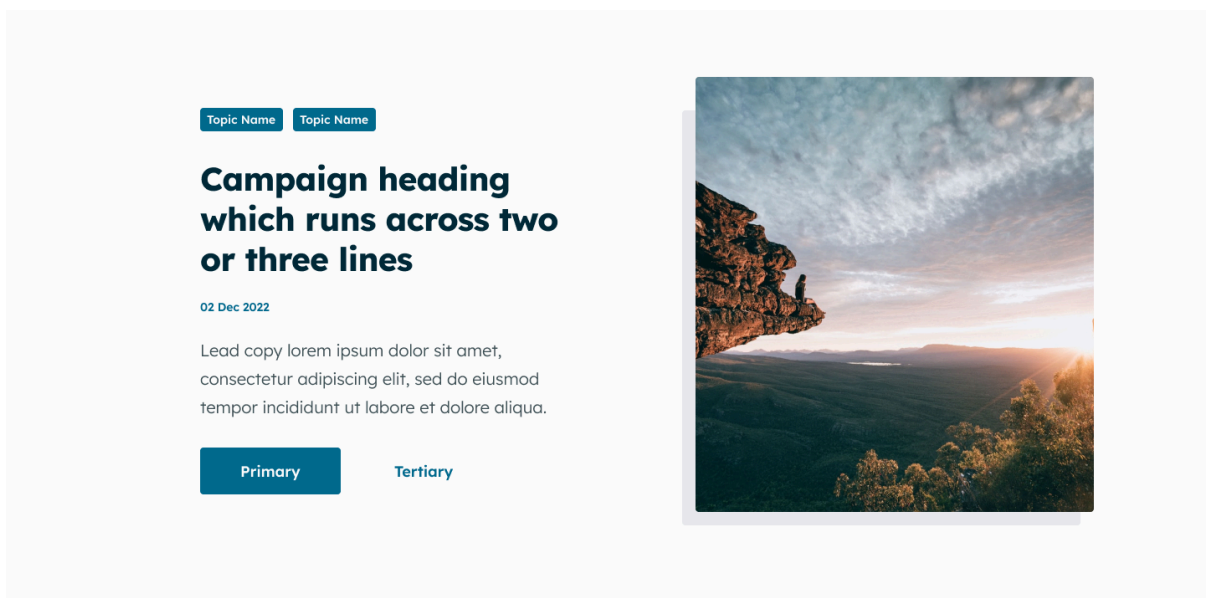 Topic Name Topic Name
Campaign heading
which runs across two
or three lines
02 Dec 2022
Lead copy lorem ipsum dolor sit amet,
consectetur adipiscing elit, sed do eiusmod
tempor incididunt ut labore et dolore aliqua.
Primary Tertiary